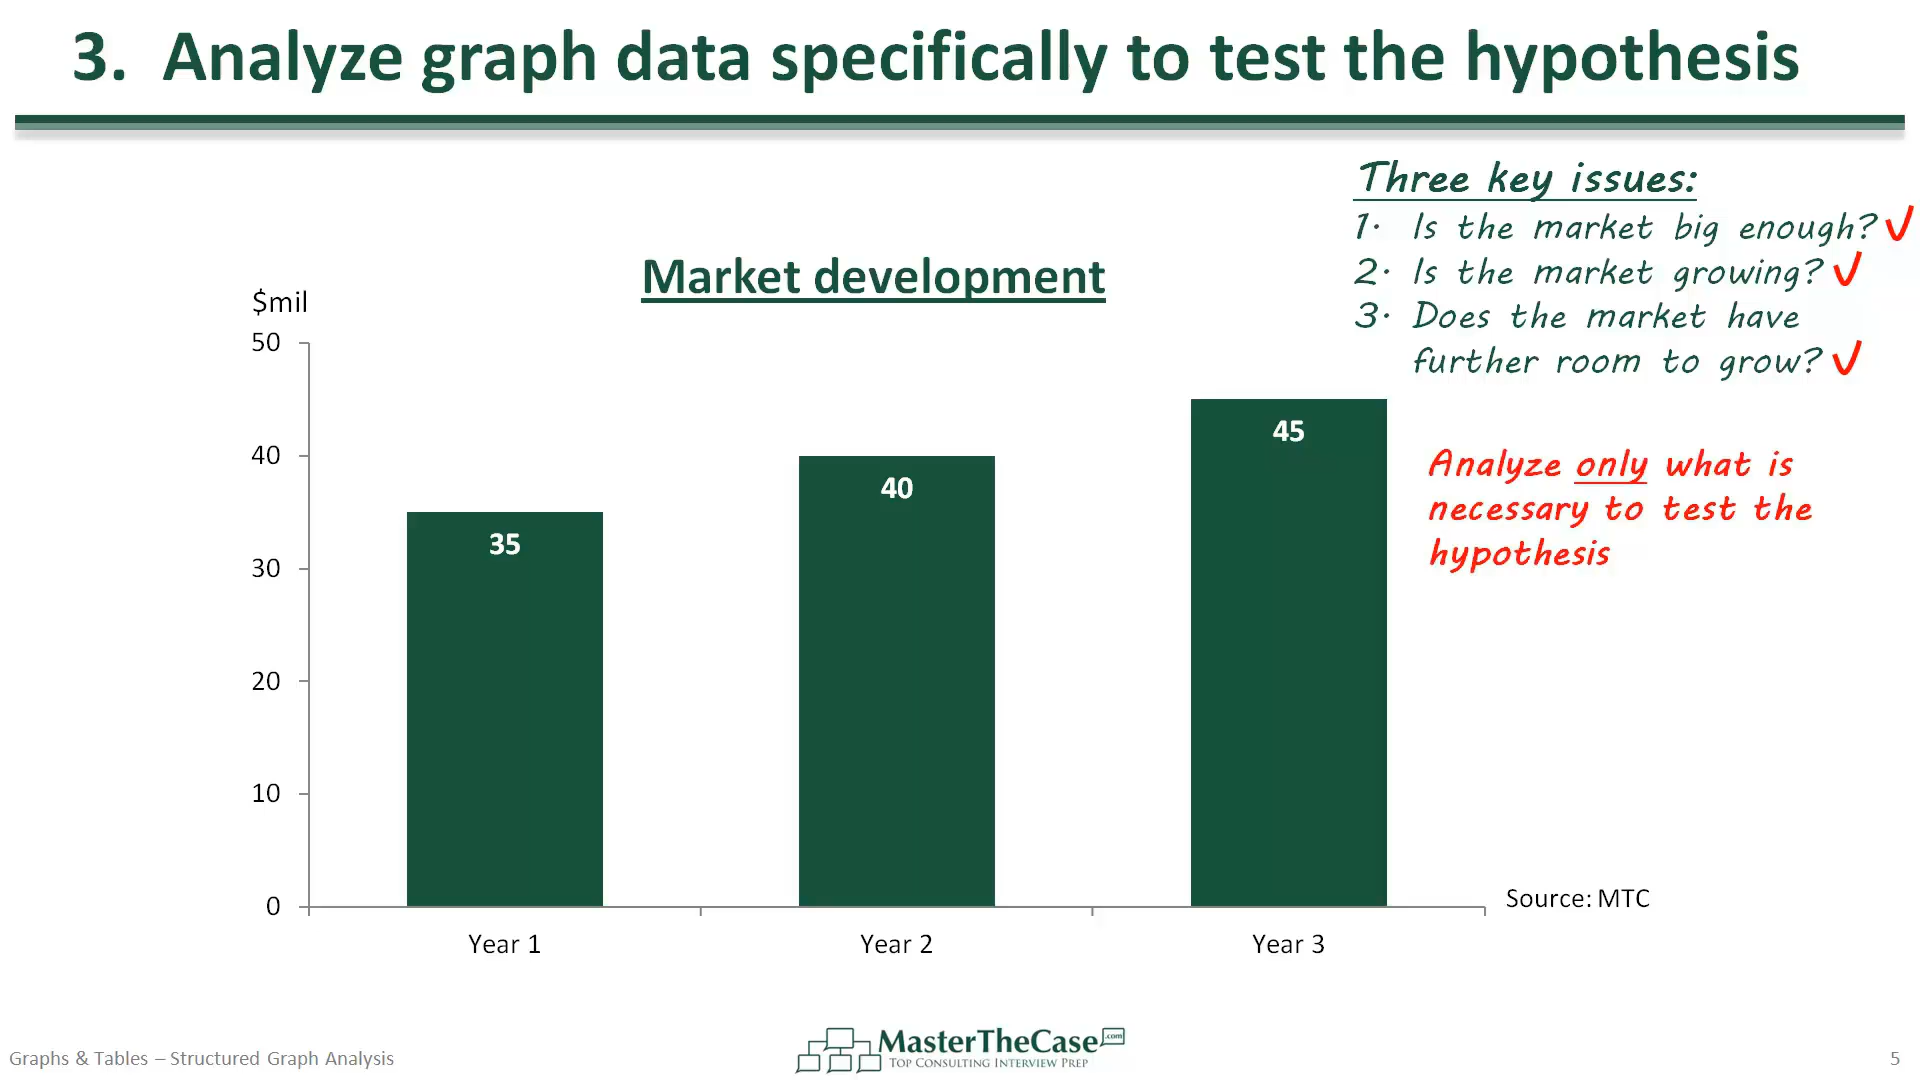 3. Analyze graph data specifically to test the hypothesis
Three key issues:
1. Is the market big enough?
2. Is the market growing?
3. Does the market have
further room to grow?
Market development
$mil
50
40
30
20
10
0
35
40
45
Analyze only what is
necessary to test the
hypothesis
Year 1
Year 2
Year 3
Source: MTC
Graphs & Tables – Structured Graph Analysis
MasterTheCase.com
Top Consulting Interview Prep
5